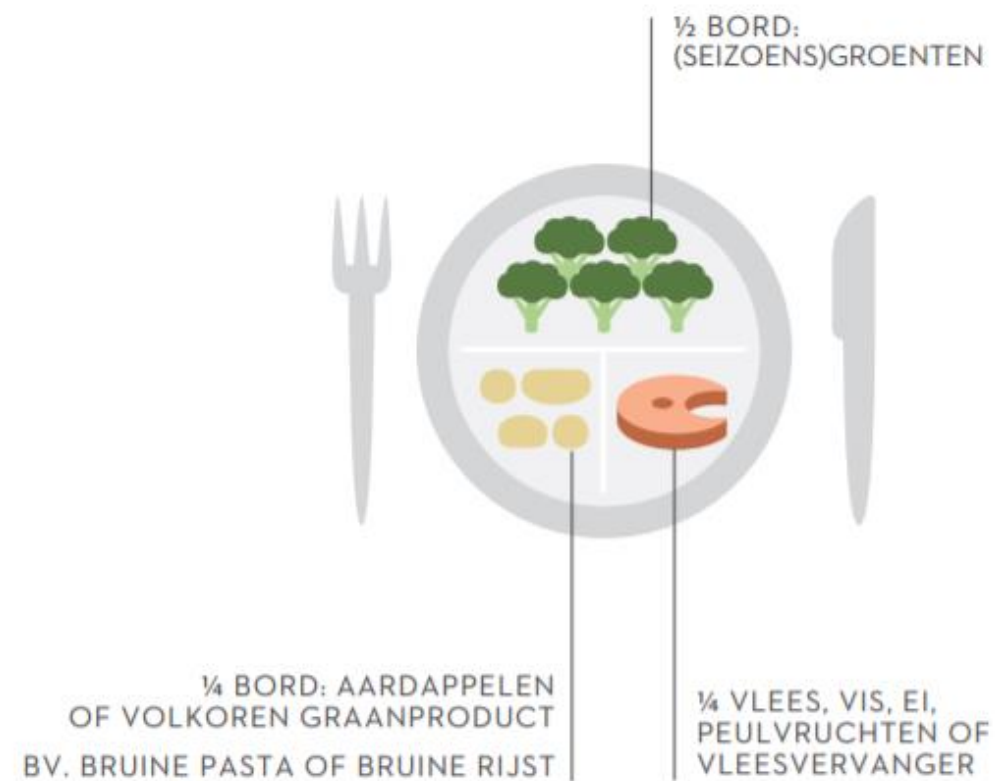 ½ BORD:
(SEIZOENS)GROENTEN
¼ BORD: AARDAPPELEN
OF VOLKOREN GRAANPRODUCT
BV. BRUINE PASTA OF BRUINE RIJST
¼ VLEES, VIS, EI,
PEULVRUCHTEN OF
VLEESVERVANGER